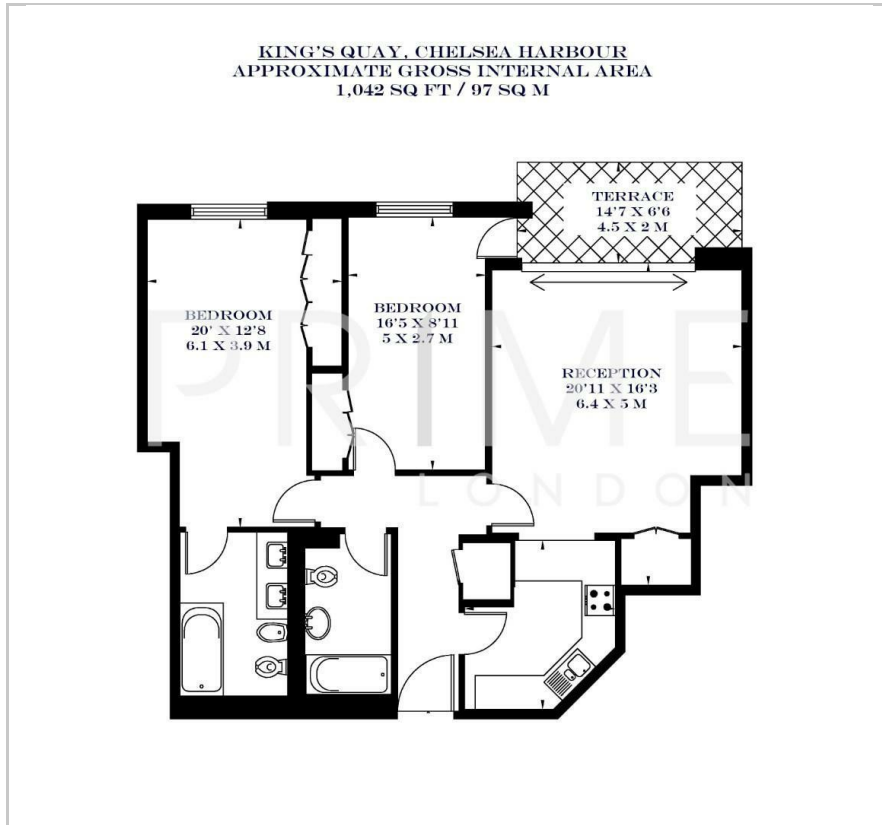 KING'S QUAY, CHELSEA HARBOUR
APPROXIMATE GROSS INTERNAL AREA
1,042 SQ FT / 97 SQ M
TERRACE
14'7 X 6'6
4.5 X 2 M
BEDROOM
20' X 12'8
6.1 X 3.9 M
BEDROOM
16'5 X 8'11
5 X 2.7 M
RECEPTION
20'11 X 16'3
6.4 X 5 M
PRIME
LONDON